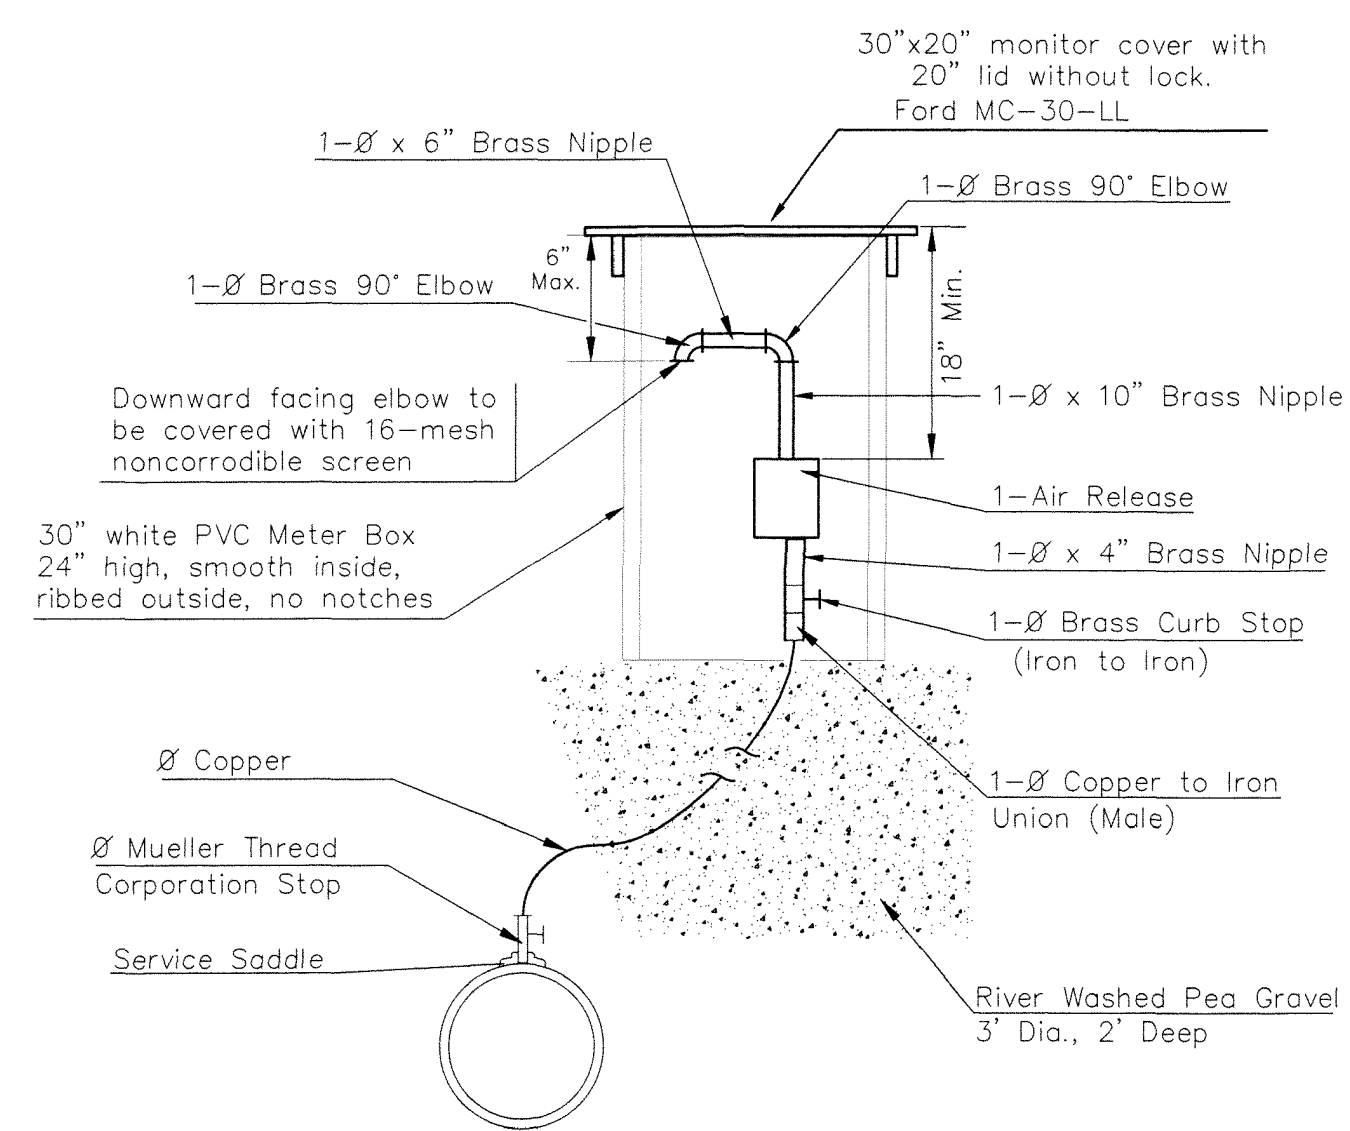 30"x20" monitor cover with
20" lid without lock.
Ford MC-30-LL
1-Ø x 6" Brass Nipple
1-Ø Brass 90° Elbow
6"
Max.
1-Ø Brass 90° Elbow
18" Min.
Downward facing elbow to
be covered with 16-mesh
noncorrodible screen
1-Ø x 10" Brass Nipple
1-Air Release
30" white PVC Meter Box
24" high, smooth inside,
ribbed outside, no notches
1-Ø x 4" Brass Nipple
1-Ø Brass Curb Stop
(Iron to Iron)
Ø Copper
1-Ø Copper to Iron
Union (Male)
Ø Mueller Thread
Corporation Stop
Service Saddle
River Washed Pea Gravel
3' Dia., 2' Deep